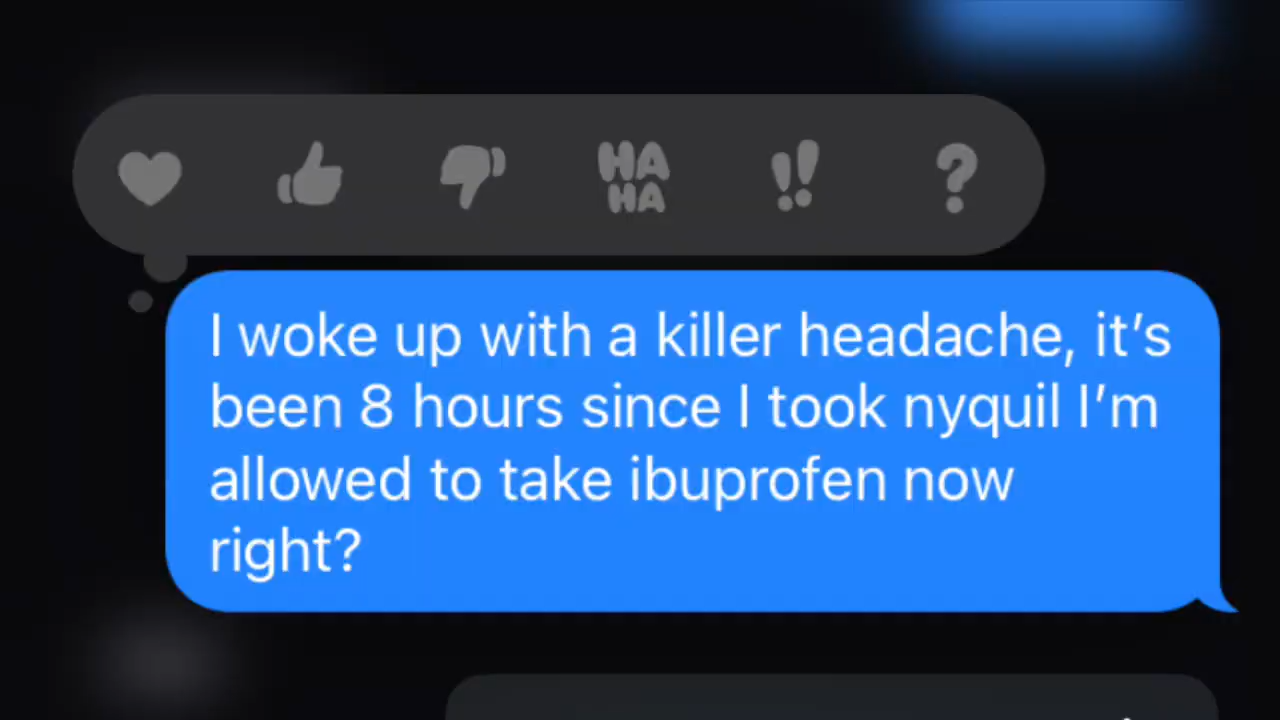 HA
HA
I woke up with a killer headache, it’s
been 8 hours since I took nyquil I’m
allowed to take ibuprofen now
right?